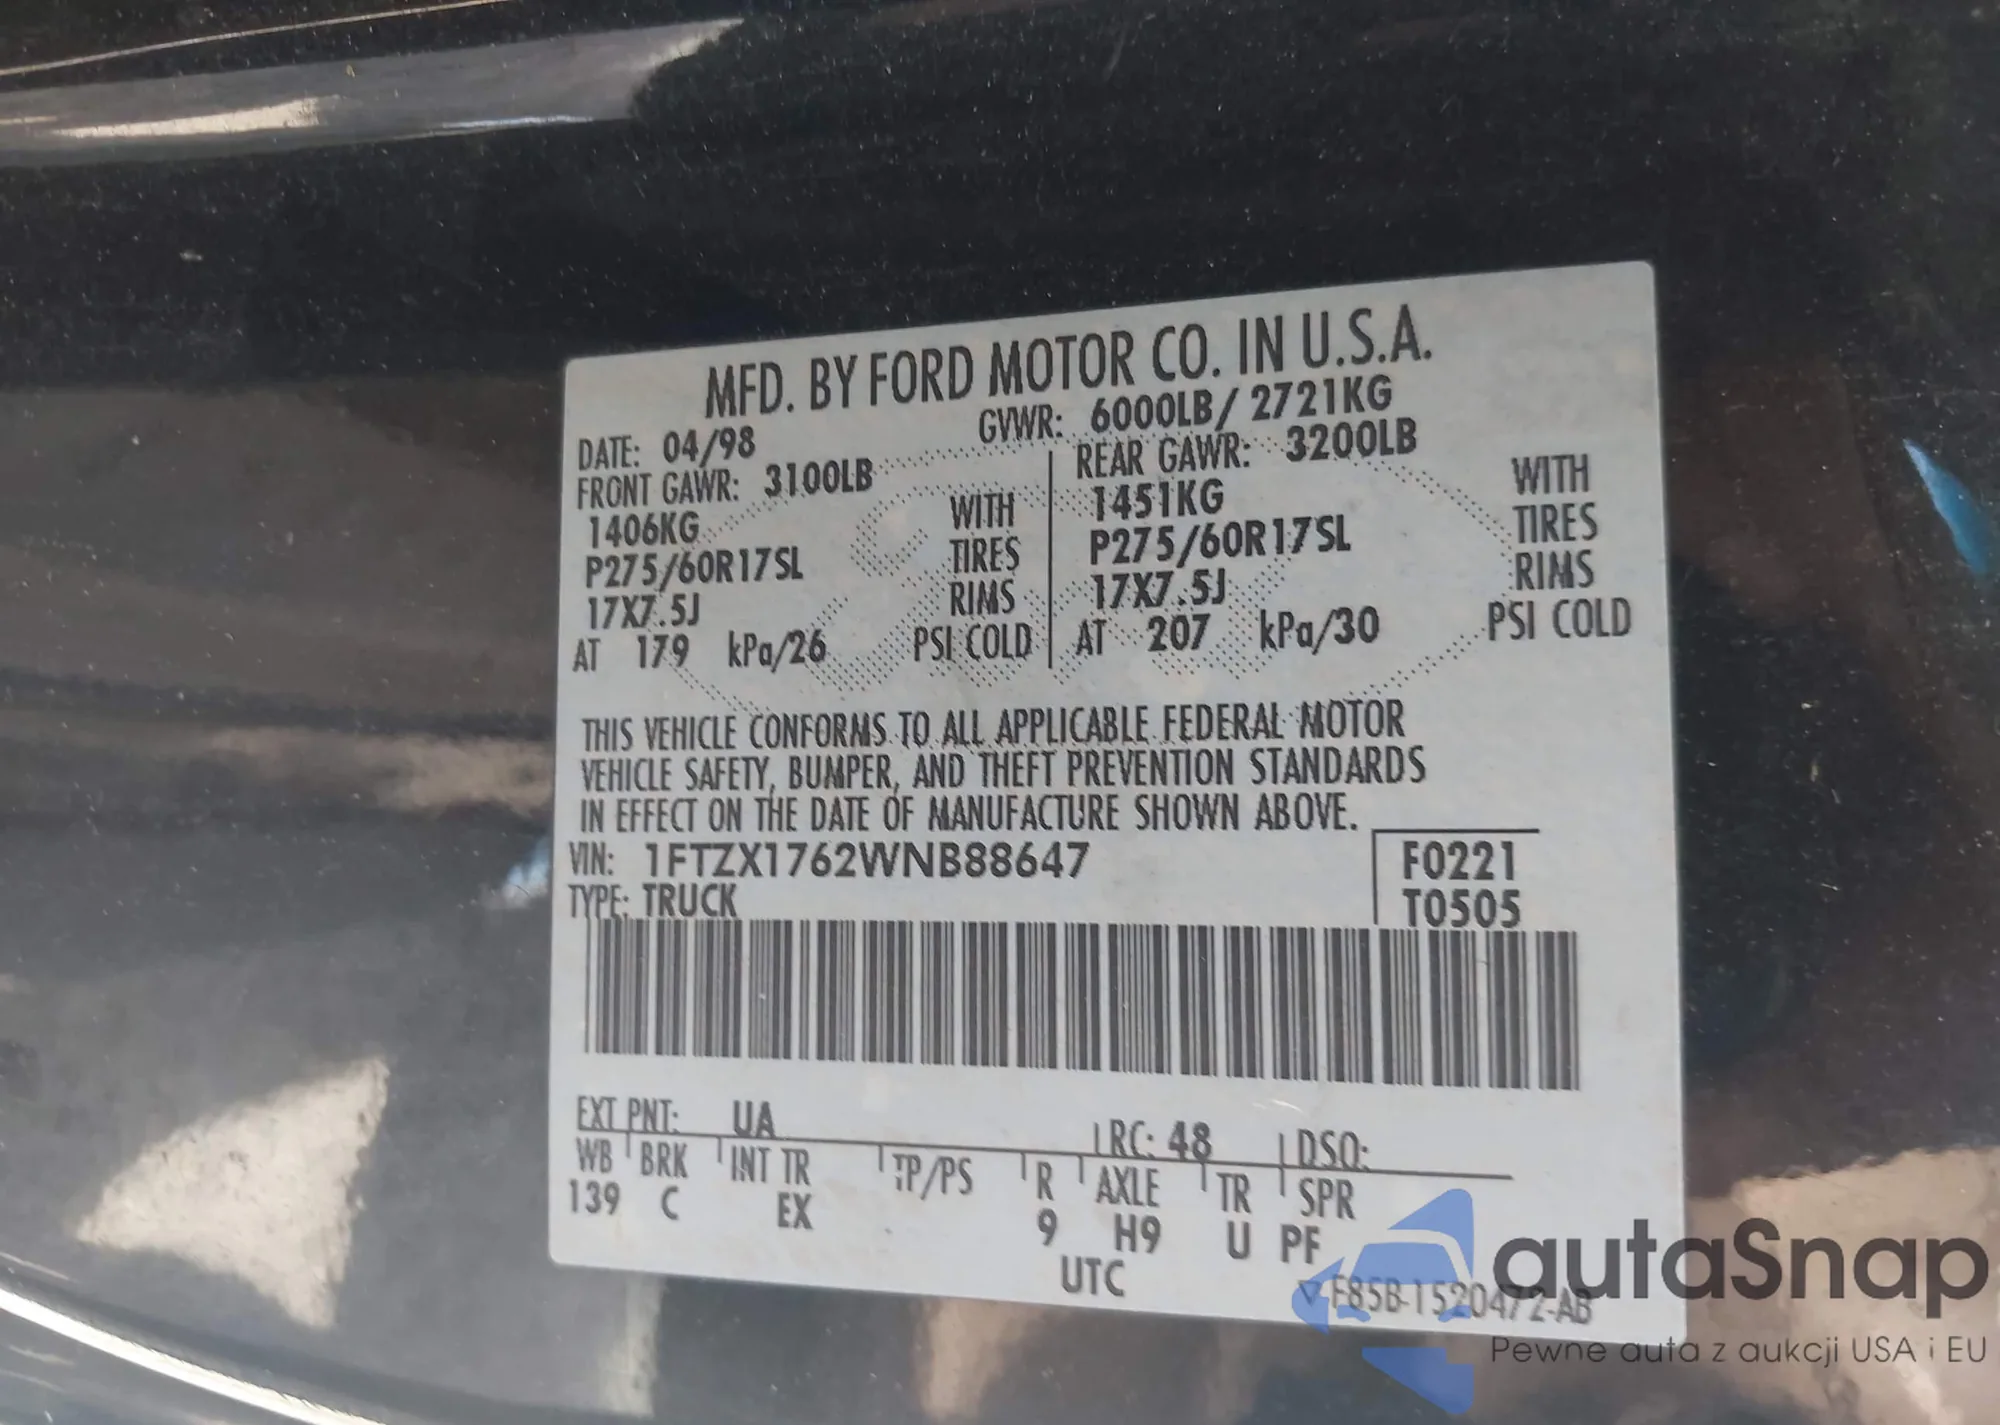 MFD. BY FORD MOTOR CO. IN U.S.A.
DATE: 04/98 GVWR: 6000LB/ 2721KG
FRONT GAWR: 3100LB REAR GAWR: 3200LB
1406KG WITH 1451KG WITH
P275/60R17SL TIRES P275/60R17SL TIRES
17X7.5J RIMS 17X7.5J RIMS
AT 179 kPa/26 PSI COLD AT 207 kPa/30 PSI COLD
THIS VEHICLE CONFORMS TO ALL APPLICABLE FEDERAL MOTOR
VEHICLE SAFETY, BUMPER, AND THEFT PREVENTION STANDARDS
IN EFFECT ON THE DATE OF MANUFACTURE SHOWN ABOVE.
VIN: 1FTZX1762WNB88647 F0221
TYPE: TRUCK T0505
EXT PNT: UA RC: 48 DSO:
WB BRK INT TR TP/PS R AXLE TR SPR
139 C EX 9 H9 U PF
UTC
F85B-1520472-AB
autaSnap
Pewne auta z aukcji USA i EU